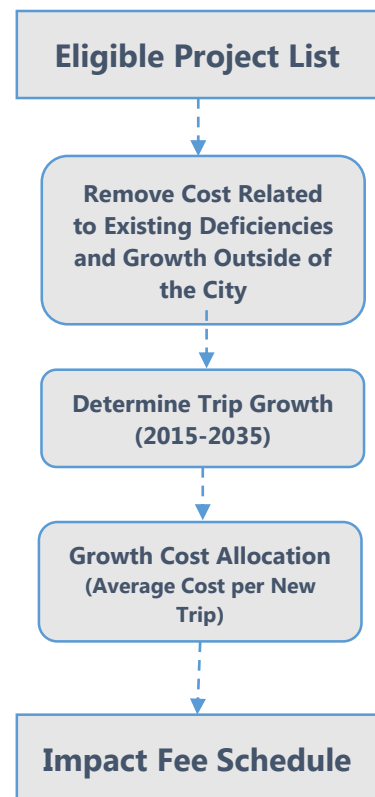 Eligible Project List
Remove Cost Related
to Existing Deficiencies
and Growth Outside of
the City
Determine Trip Growth
(2015-2035)
Growth Cost Allocation
(Average Cost per New
Trip)
Impact Fee Schedule